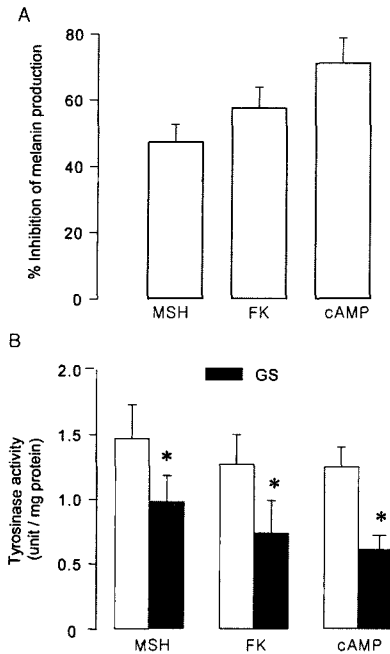 A
% Inhibition of melanin production
80
60
40
20
0
MSH FK cAMP
B
GS
Tyrosinase activity
(unit / mg protein)
2.0
1.5
1.0
0.5
0
* * *
MSH FK cAMP